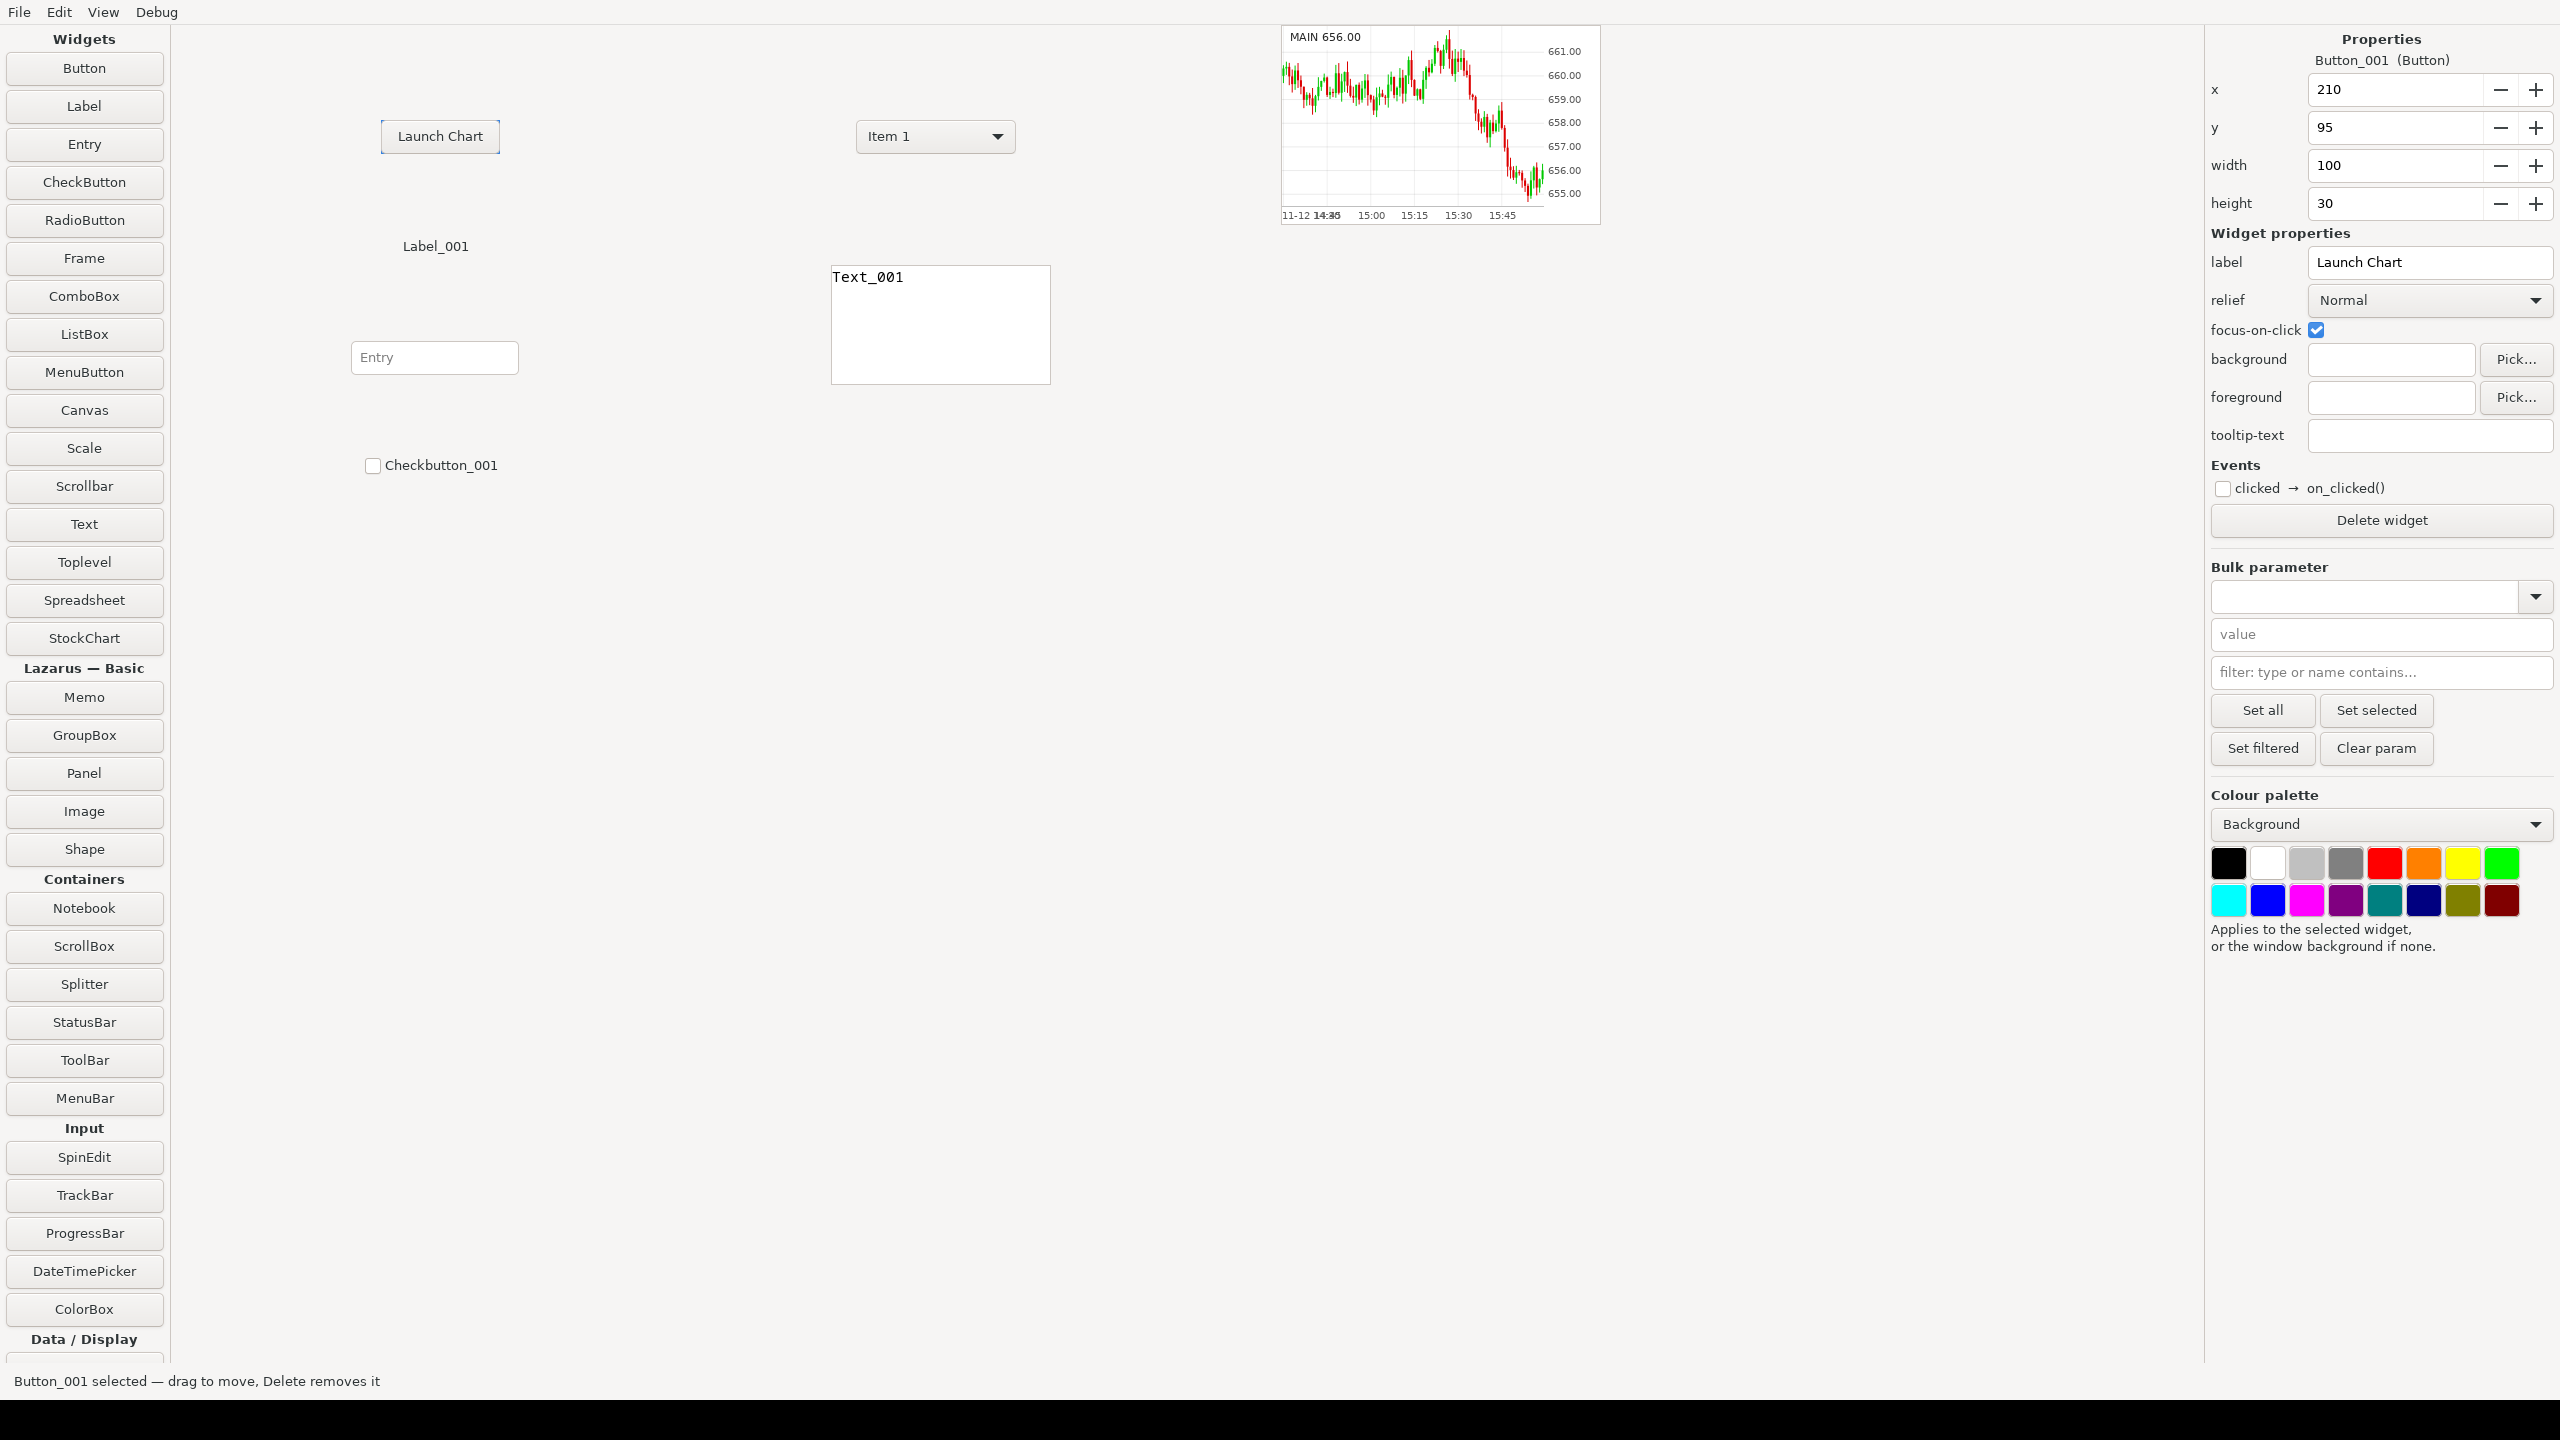 File Edit View Debug
Widgets
Button
Label
Entry
CheckButton
RadioButton
Frame
ComboBox
ListBox
MenuButton
Canvas
Scale
Scrollbar
Text
Toplevel
Spreadsheet
StockChart
Lazarus — Basic
Memo
GroupBox
Panel
Image
Shape
Containers
Notebook
ScrollBox
Splitter
StatusBar
ToolBar
MenuBar
Input
SpinEdit
TrackBar
ProgressBar
DateTimePicker
ColorBox
Data / Display
Launch Chart
Label_001
Entry
Checkbutton_001
Item 1
Text_001
MAIN 656.00
661.00
660.00
659.00
658.00
657.00
656.00
655.00
11-12 15:00 15:15 15:30 15:45
Properties
Button_001 (Button)
x 210
y 95
width 100
height 30
Widget properties
label Launch Chart
relief Normal
focus-on-click
background Pick...
foreground Pick...
tooltip-text
Events
clicked → on_clicked()
Delete widget
Bulk parameter
value
filter: type or name contains...
Set all Set selected
Set filtered Clear param
Colour palette
Background
Applies to the selected widget,
or the window background if none.
Button_001 selected — drag to move, Delete removes it